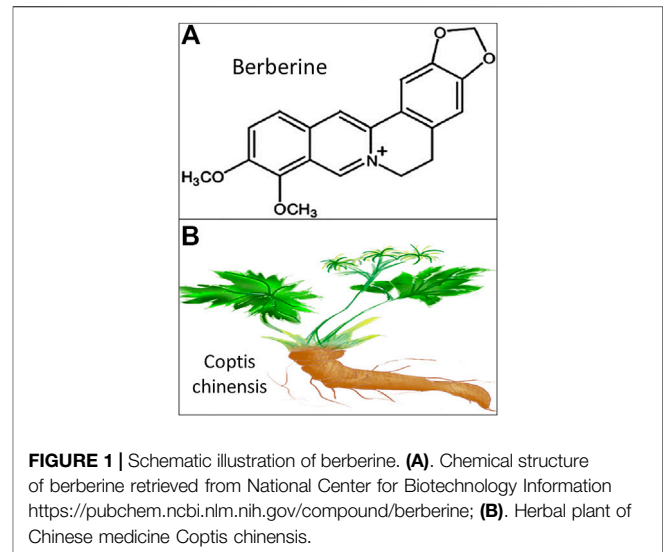 A
Berberine
O
O
N+
H3CO
OCH3
B
Coptis
chinensis
FIGURE 1 | Schematic illustration of berberine. (A). Chemical structure
of berberine retrieved from National Center for Biotechnology Information
https://pubchem.ncbi.nlm.nih.gov/compound/berberine; (B). Herbal plant of
Chinese medicine Coptis chinensis.